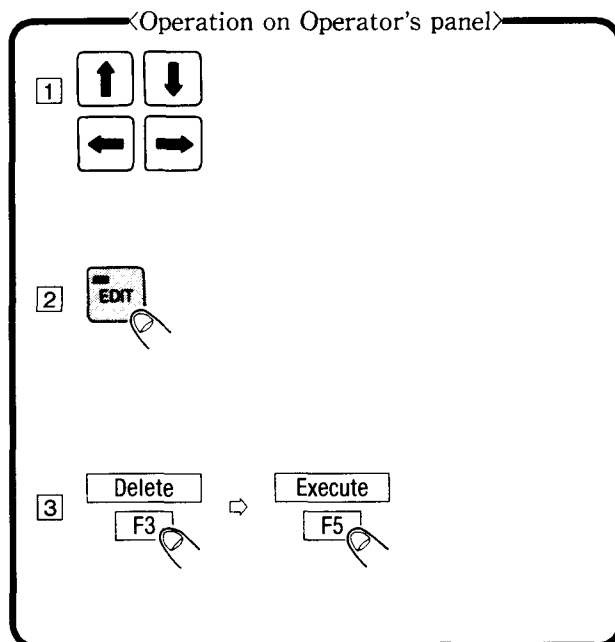 〈Operation on Operator's panel〉
1
2 EDIT
3 Delete ⇨ Execute
F3 F5